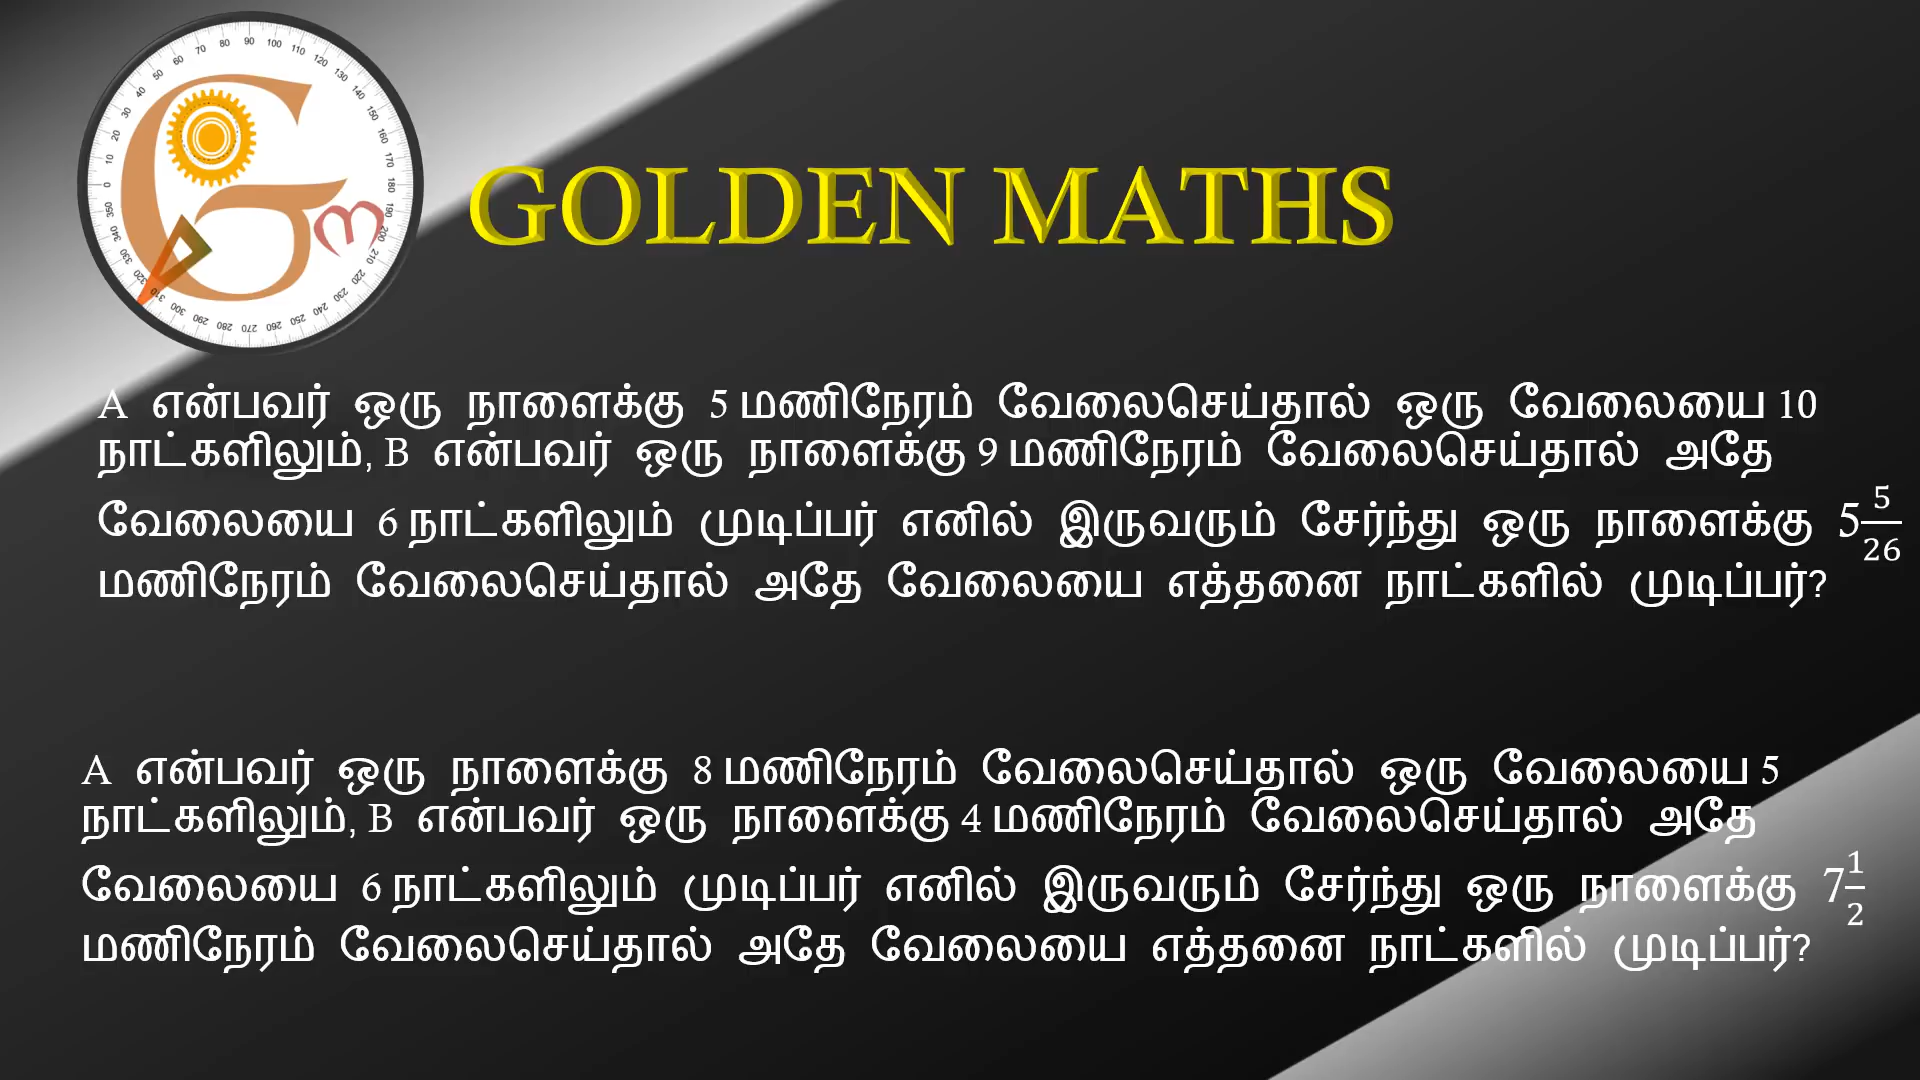 GOLDEN MATHS
A என்பவர் ஒரு நாளைக்கு 5 மணிநேரம் வேலைசெய்தால் ஒரு வேலையை 10
நாட்களிலும், B என்பவர் ஒரு நாளைக்கு 9 மணிநேரம் வேலைசெய்தால் அதே
வேலையை 6 நாட்களிலும் முடிப்பர் எனில் இருவரும் சேர்ந்து ஒரு நாளைக்கு 5 5/26
மணிநேரம் வேலைசெய்தால் அதே வேலையை எத்தனை நாட்களில் முடிப்பர்?
A என்பவர் ஒரு நாளைக்கு 8 மணிநேரம் வேலைசெய்தால் ஒரு வேலையை 5
நாட்களிலும், B என்பவர் ஒரு நாளைக்கு 4 மணிநேரம் வேலைசெய்தால் அதே
வேலையை 6 நாட்களிலும் முடிப்பர் எனில் இருவரும் சேர்ந்து ஒரு நாளைக்கு 7 1/2
மணிநேரம் வேலைசெய்தால் அதே வேலையை எத்தனை நாட்களில் முடிப்பர்?